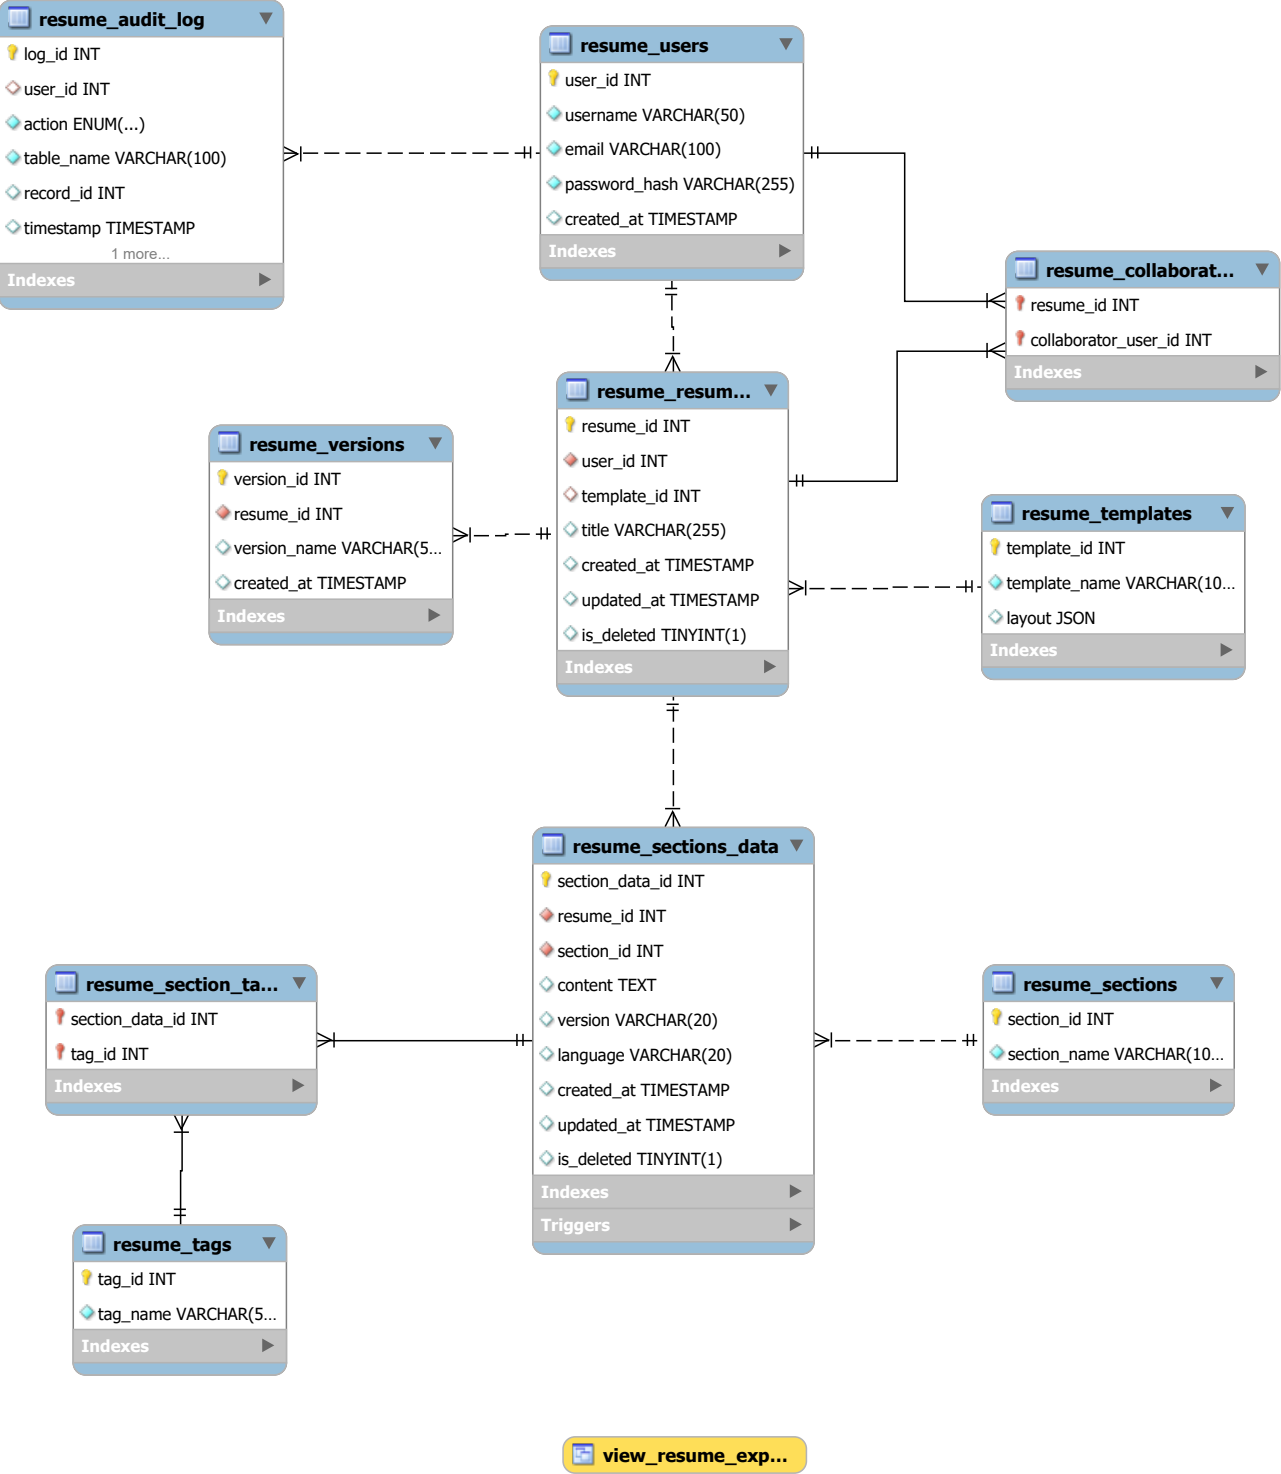 resume_audit_log
log_id INT
user_id INT
action ENUM(...)
table_name VARCHAR(100)
record_id INT
timestamp TIMESTAMP
1 more...
Indexes
resume_users
user_id INT
username VARCHAR(50)
email VARCHAR(100)
password_hash VARCHAR(255)
created_at TIMESTAMP
Indexes
resume_collaborat...
resume_id INT
collaborator_user_id INT
Indexes
resume_resum...
resume_id INT
user_id INT
template_id INT
title VARCHAR(255)
created_at TIMESTAMP
updated_at TIMESTAMP
is_deleted TINYINT(1)
Indexes
resume_versions
version_id INT
resume_id INT
version_name VARCHAR(5...
created_at TIMESTAMP
Indexes
resume_templates
template_id INT
template_name VARCHAR(10...
layout JSON
Indexes
resume_sections_data
section_data_id INT
resume_id INT
section_id INT
content TEXT
version VARCHAR(20)
language VARCHAR(20)
created_at TIMESTAMP
updated_at TIMESTAMP
is_deleted TINYINT(1)
Indexes
Triggers
resume_section_ta...
section_data_id INT
tag_id INT
Indexes
resume_sections
section_id INT
section_name VARCHAR(10...
Indexes
resume_tags
tag_id INT
tag_name VARCHAR(5...
Indexes
view_resume_exp...